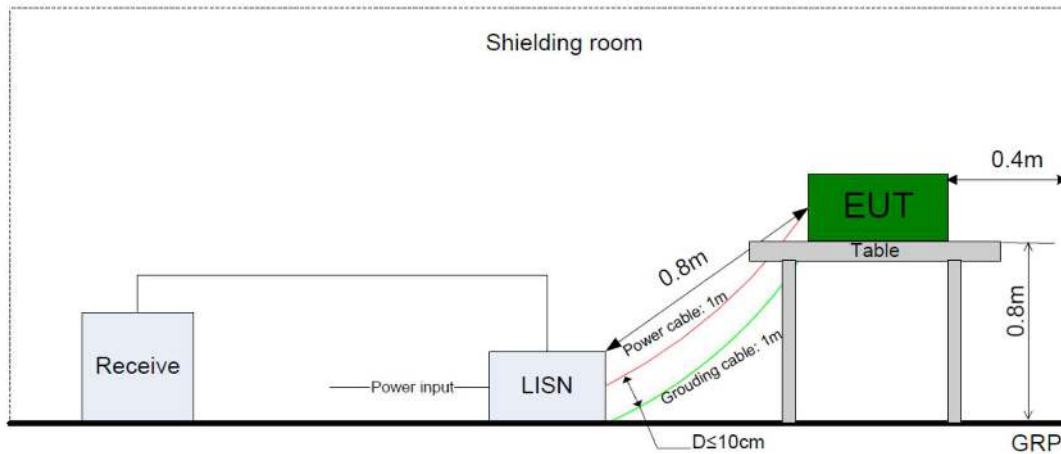 Shielding room
0.4m
EUT
Table
0.8m
0.8m
Power cable: 1m
Grouding cable: 1m
Receive
LISN
Power input
D≤10cm
GRP